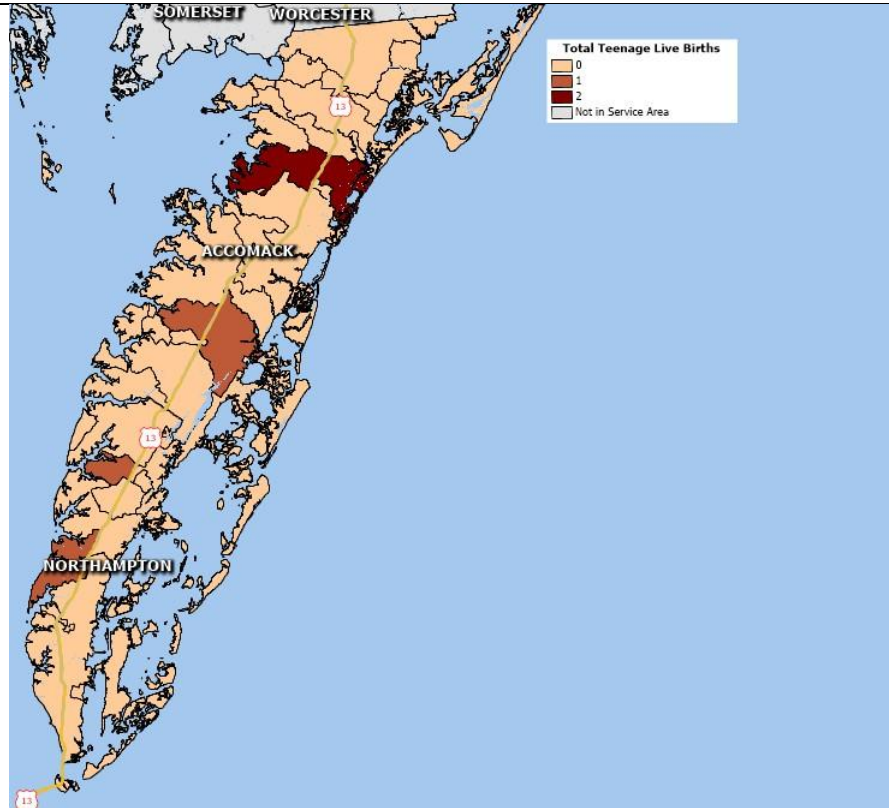 SOMERSET
WORCESTER
Total Teenage Live Births
0
1
2
Not in Service Area
13
ACCOMACK
13
NORTHAMPTON
13